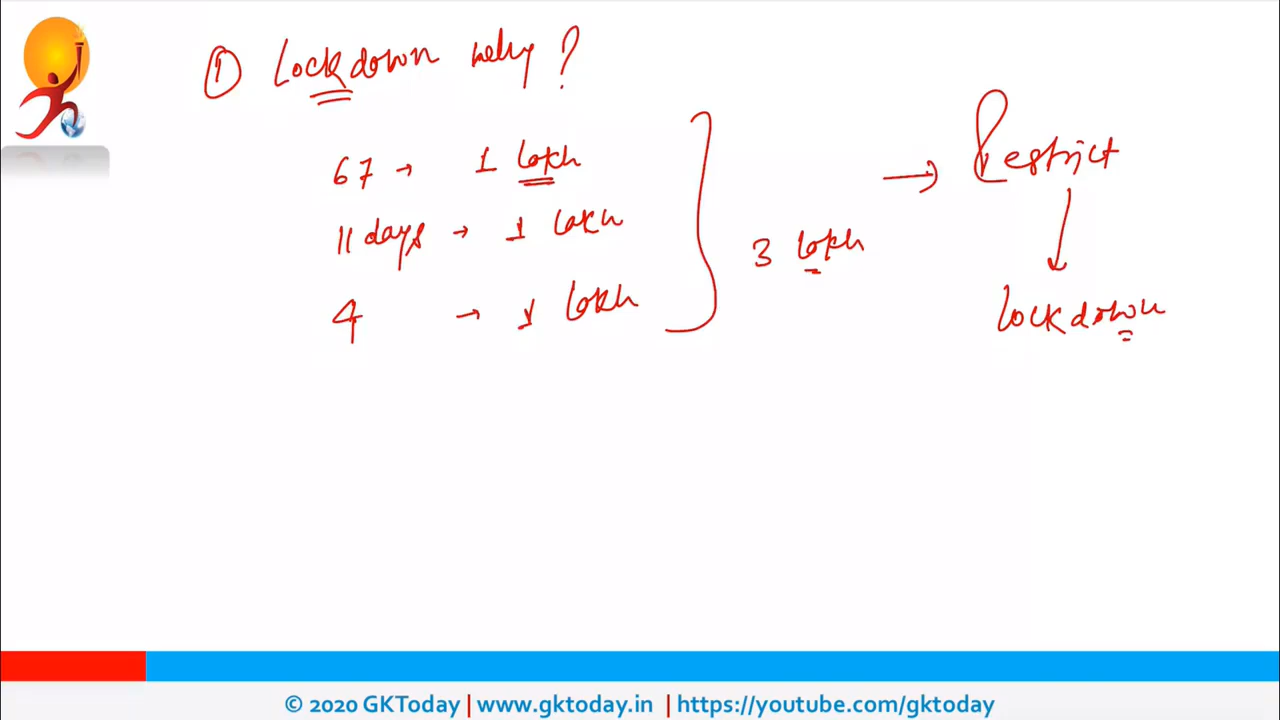 ① Lockdown why?
67 → 1 lakh
11 days → 1 lakh
4 → 1 lakh
3 lakh
→ Restrict
↓
lockdown
© 2020 GKToday | www.gktoday.in | https://youtube.com/gktoday